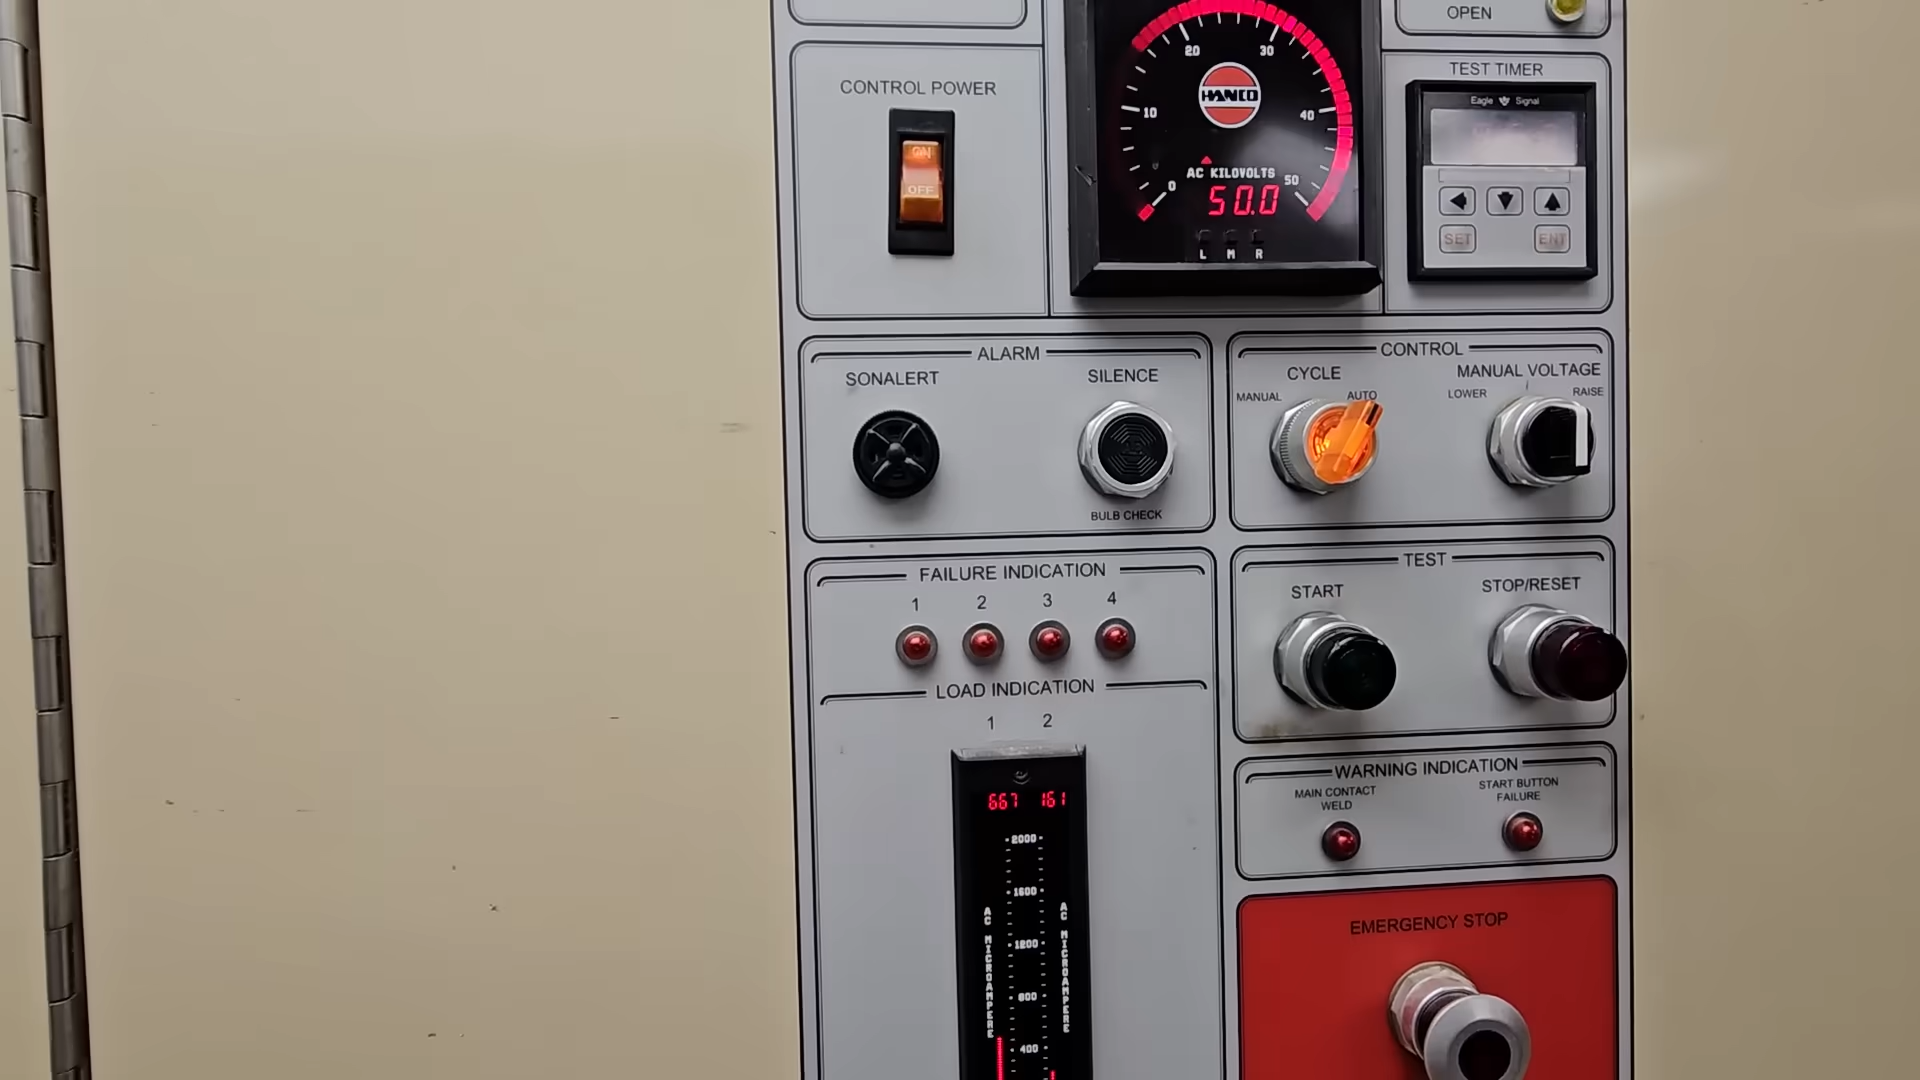 OPEN
CONTROL POWER
ON
OFF
20
30
10
40
HANCO
AC KILOVOLTS
0
50
50.0
L M R
TEST TIMER
Eagle Signal
SET
ENT
ALARM
SONALERT
SILENCE
BULB CHECK
CONTROL
CYCLE
MANUAL
AUTO
MANUAL VOLTAGE
LOWER
RAISE
FAILURE INDICATION
1 2 3 4
LOAD INDICATION
1 2
667 161
2000
1600
1200
800
400
AC MICROAMPERE
AC MICROAMPERE
TEST
START
STOP/RESET
WARNING INDICATION
MAIN CONTACT
WELD
START BUTTON
FAILURE
EMERGENCY STOP